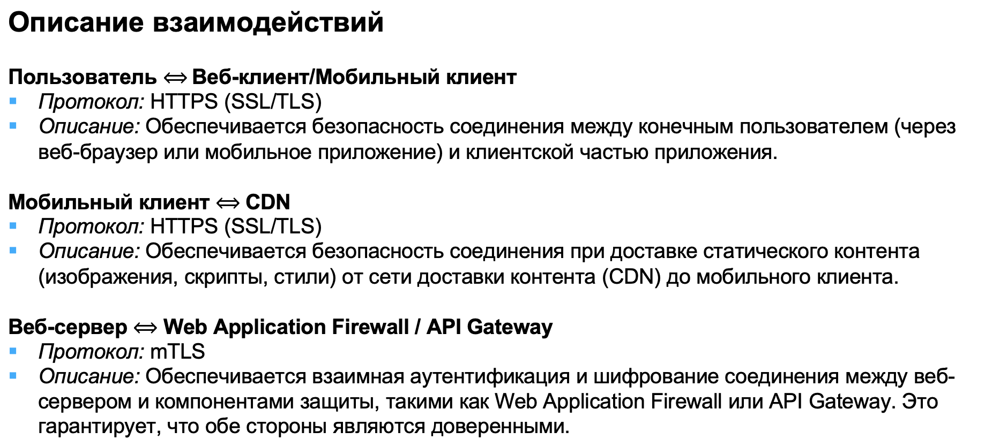 Описание взаимодействий
Пользователь ⟺ Веб-клиент/Мобильный клиент
▪ Протокол: HTTPS (SSL/TLS)
▪ Описание: Обеспечивается безопасность соединения между конечным пользователем (через
веб-браузер или мобильное приложение) и клиентской частью приложения.
Мобильный клиент ⟺ CDN
▪ Протокол: HTTPS (SSL/TLS)
▪ Описание: Обеспечивается безопасность соединения при доставке статического контента
(изображения, скрипты, стили) от сети доставки контента (CDN) до мобильного клиента.
Веб-сервер ⟺ Web Application Firewall / API Gateway
▪ Протокол: mTLS
▪ Описание: Обеспечивается взаимная аутентификация и шифрование соединения между веб-
сервером и компонентами защиты, такими как Web Application Firewall или API Gateway. Это
гарантирует, что обе стороны являются доверенными.